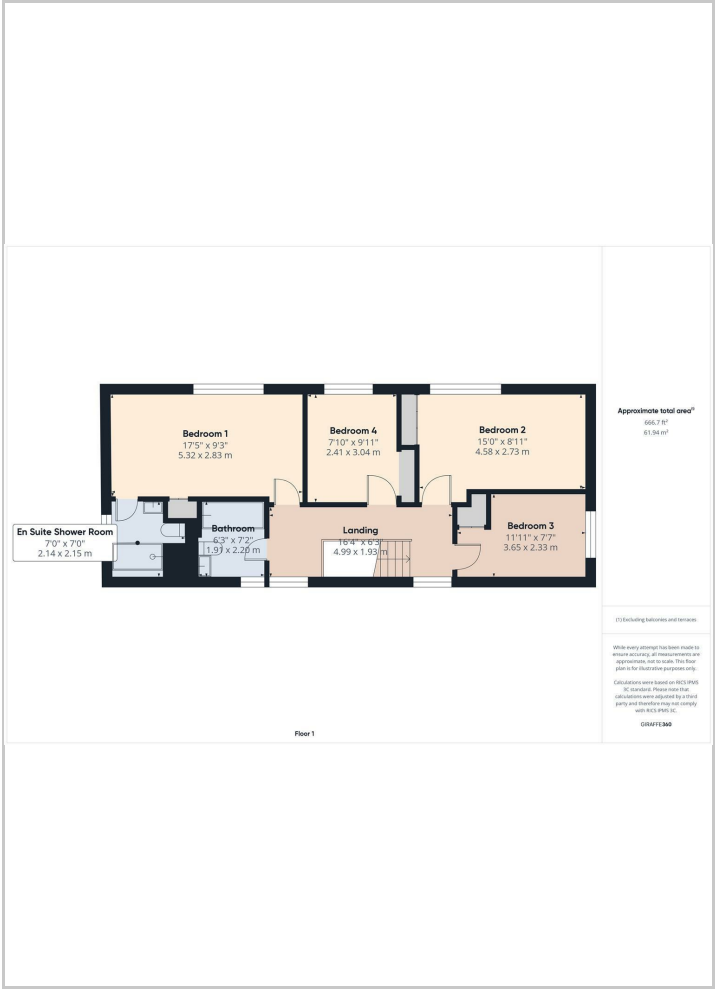 Bedroom 1
17'5" x 9'3"
5.32 x 2.83 m
Bedroom 4
7'10" x 9'11"
2.41 x 3.04 m
Bedroom 2
15'0" x 8'11"
4.58 x 2.73 m
En Suite Shower Room
7'0" x 7'0"
2.14 x 2.15 m
Bathroom
6'3" x 7'2"
1.91 x 2.20 m
Landing
16'4" x 6'3"
4.99 x 1.93 m
Bedroom 3
11'11" x 7'7"
3.65 x 2.33 m
Floor 1
Approximate total area⁽¹⁾
666.7 ft²
61.94 m²
(1) Excluding balconies and terraces
While every attempt has been made to
ensure accuracy, all measurements are
approximate, not to scale. This floor
plan is for illustrative purposes only.
Calculations were based on RICS IPMS
3C standard. Please note that
calculations were adjusted by a third
party and therefore may not comply
with RICS IPMS 3C.
GIRAFFE360